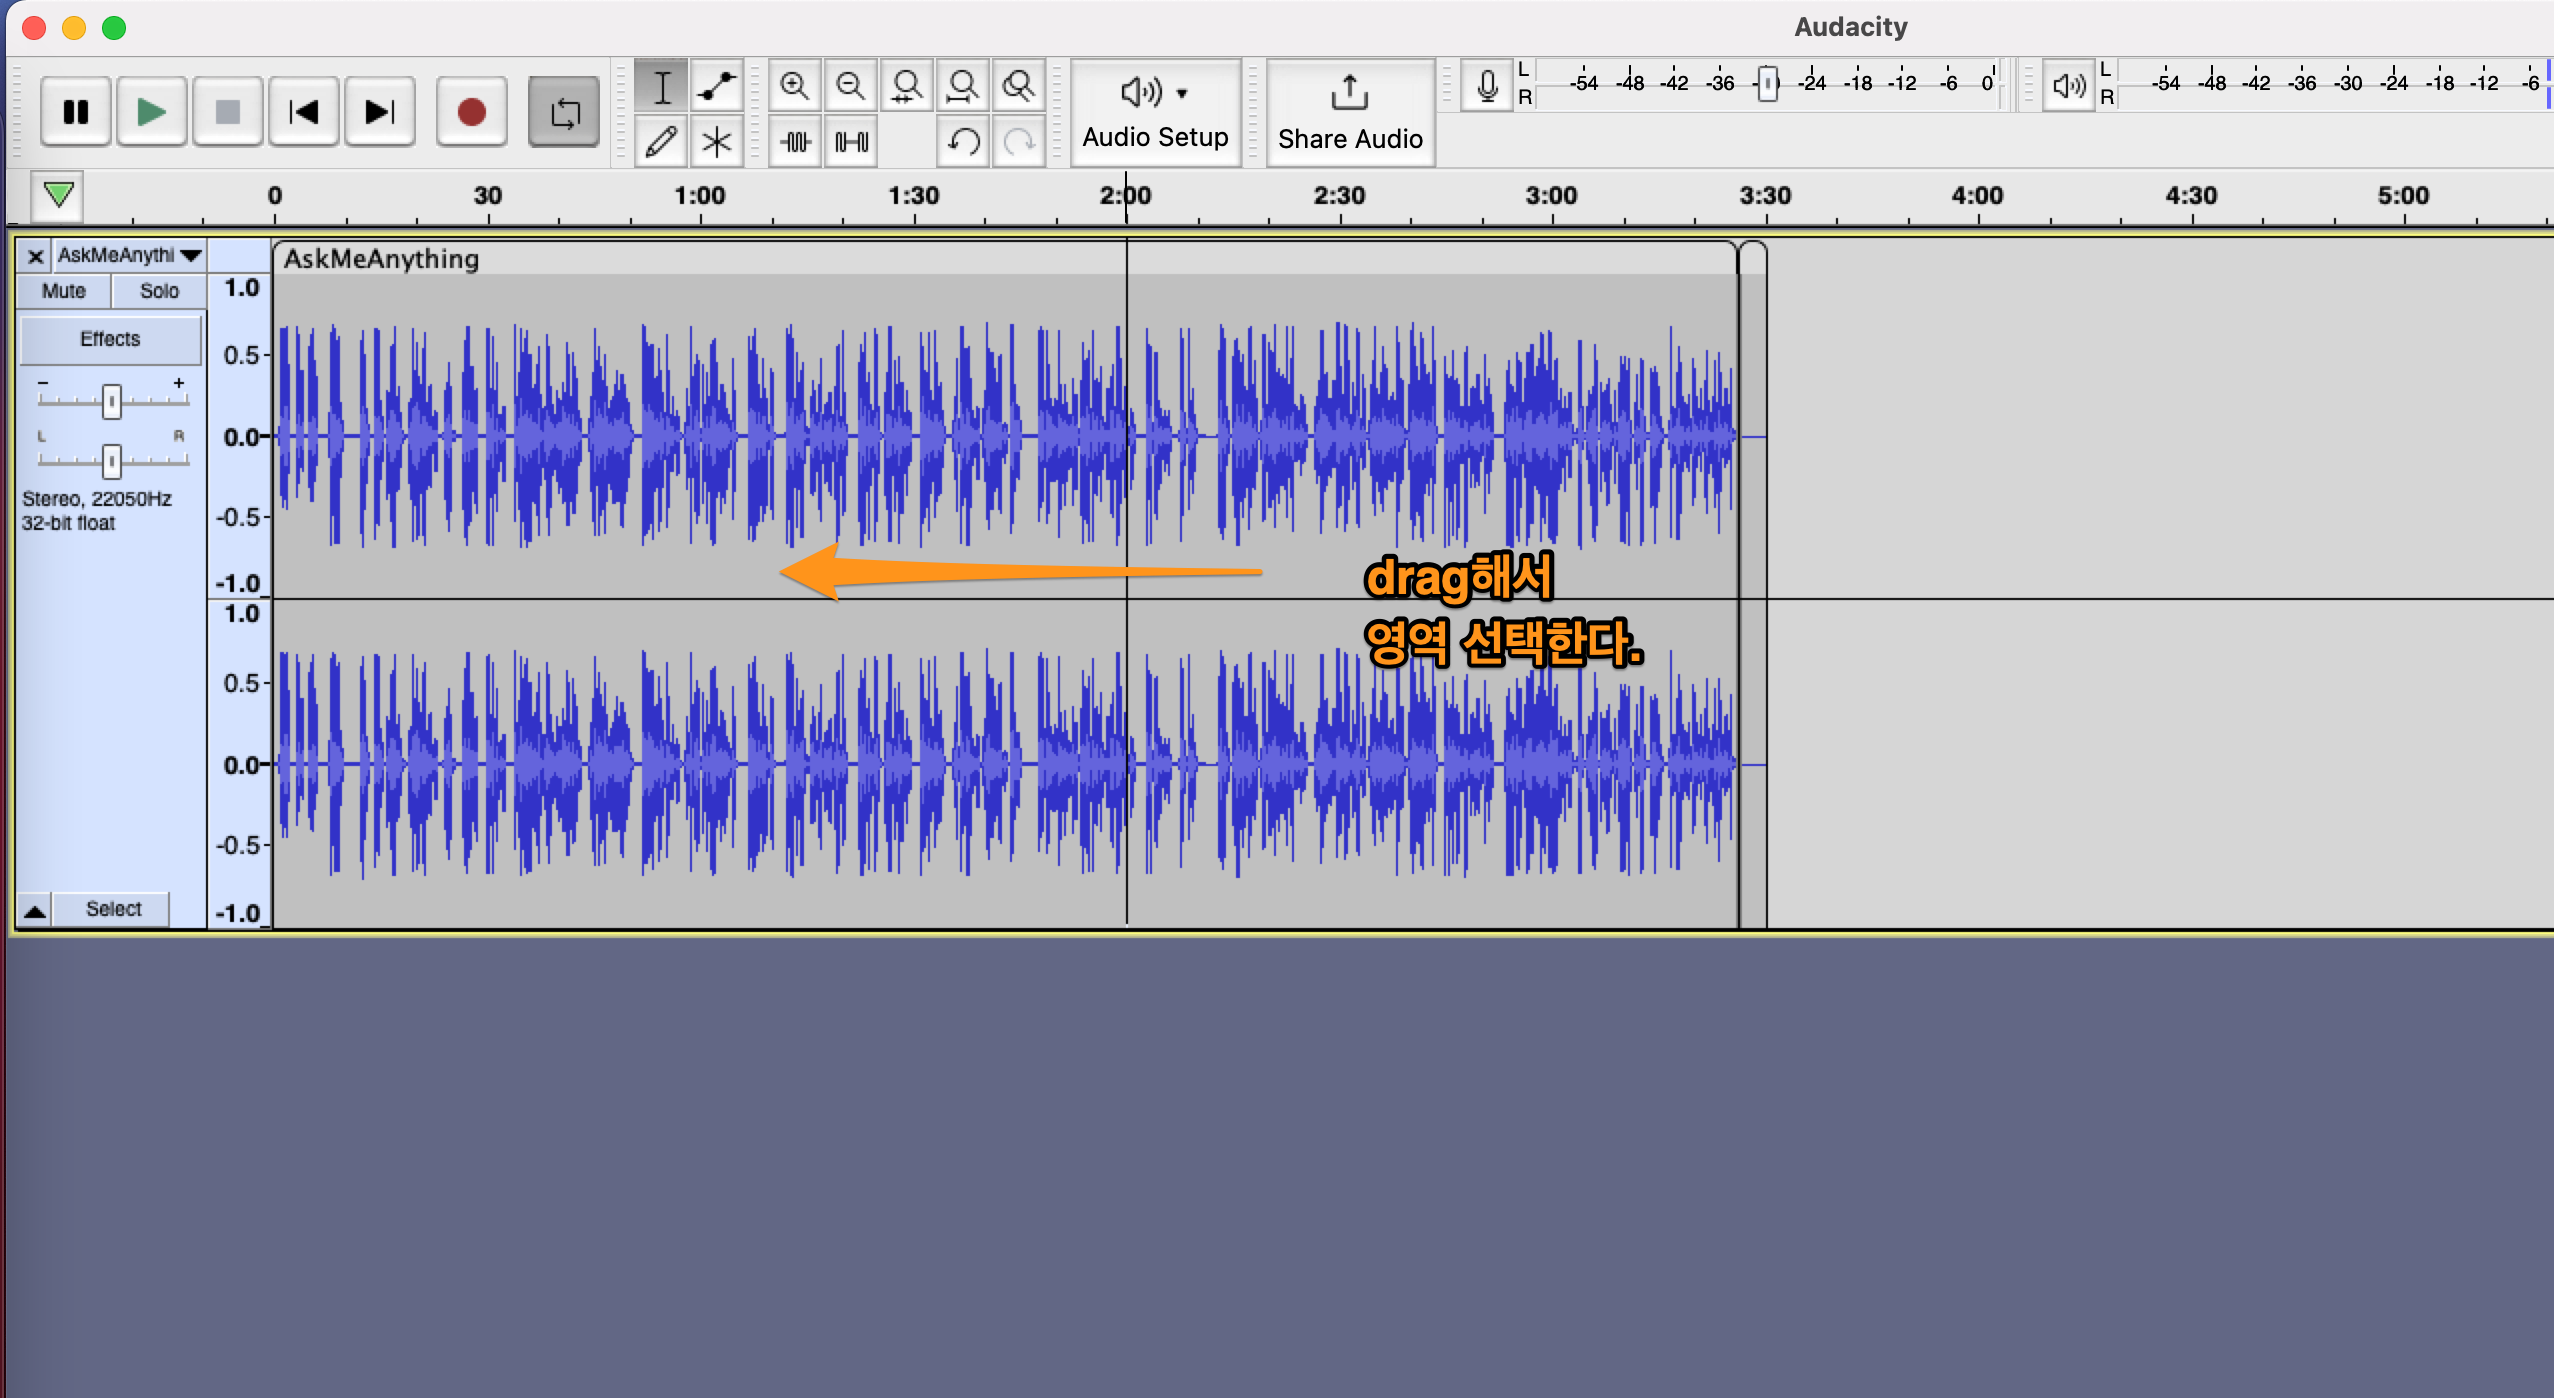 Audacity
Audio Setup
Share Audio
L
R
-54 -48 -42 -36 -24 -18 -12 -6 0
L
R
-54 -48 -42 -36 -30 -24 -18 -12 -6
0 30 1:00 1:30 2:00 2:30 3:00 3:30 4:00 4:30 5:00
AskMeAnythi
AskMeAnything
Mute Solo
Effects
- +
L R
Stereo, 22050Hz
32-bit float
Select
1.0
0.5
0.0
-0.5
-1.0
1.0
0.5
0.0
-0.5
-1.0
drag해서
영역 선택한다.